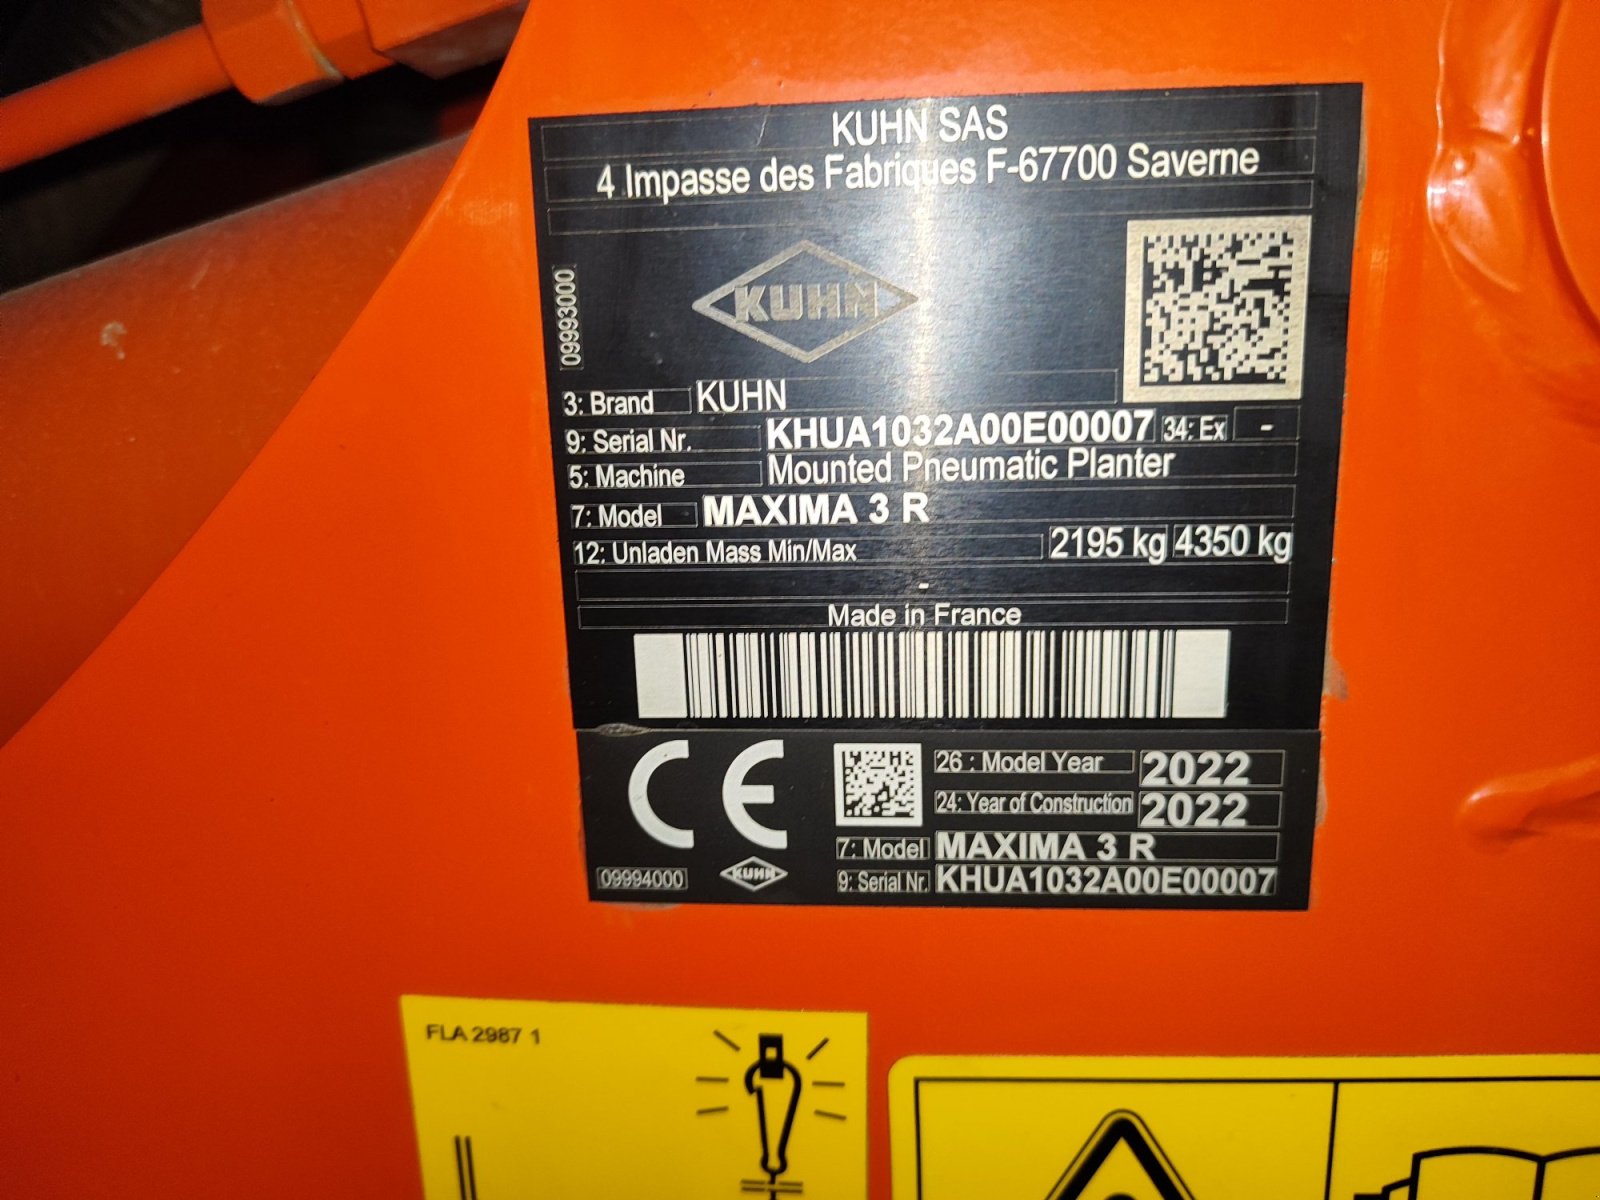 KUHN SAS
4 Impasse des Fabriques F-67700 Saverne
KUHN
09993000
3: Brand KUHN
9: Serial Nr. KHUA1032A00E00007 34: Ex -
5: Machine Mounted Pneumatic Planter
7: Model MAXIMA 3 R
12: Unladen Mass Min/Max 2195 kg 4350 kg
-
Made in France
CE
26 : Model Year 2022
24: Year of Construction 2022
7: Model MAXIMA 3 R
09994000 KUHN 9: Serial Nr. KHUA1032A00E00007
FLA 2987 1